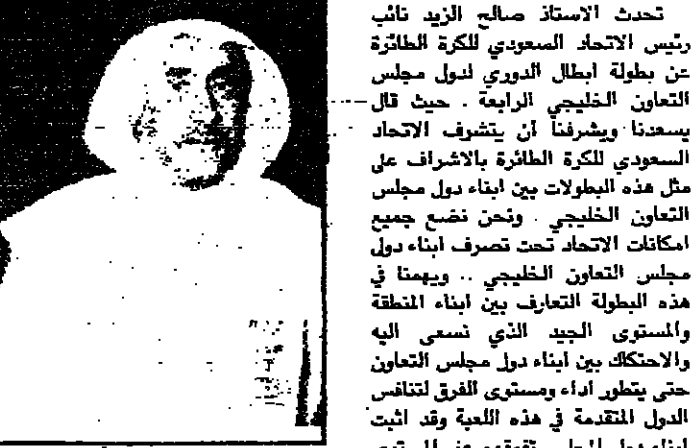 تحدث الاستاذ صالح الزيد نائب
رئيس الاتحاد السعودي للكرة الطائرة
عن بطولة ابطال الدوري لدول مجلس
التعاون الخليجي الرابعة . حيث قال
يسعدنا ويشرفنا أن يتشرف الاتحاد
السعودي للكرة الطائرة بالاشراف على
مثل هذه البطولات بين ابناء دول مجلس
التعاون الخليجي . ونحن نضع جميع
امكانات الاتحاد تحت تصرف ابناء دول
مجلس التعاون الخليجي .. ويهمنا في
هذه البطولة التعارف بين ابناء المنطقة
والمستوى الجيد الذي نسعى اليه
والاحتكاك بين ابناء دول مجلس التعاون
حتى يتطور اداء ومستوى الفرق لتنافس
الدول المتقدمة في هذه اللعبة وقد اثبت